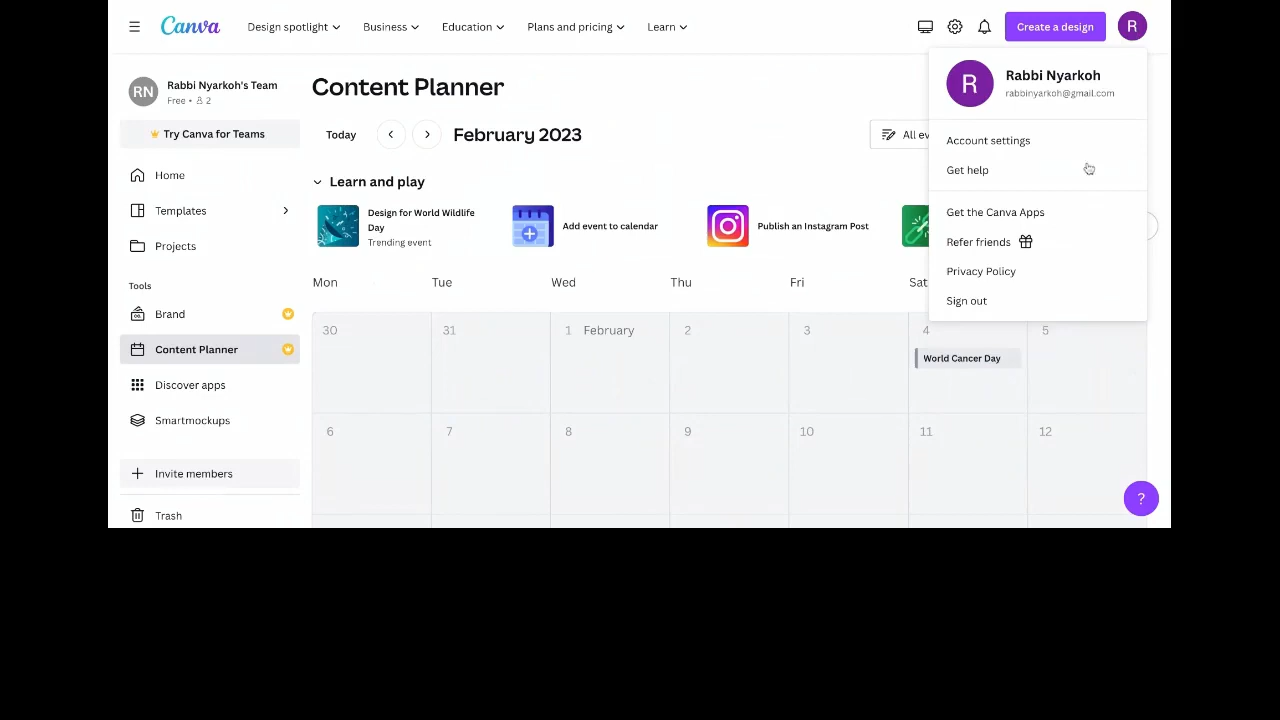 Canva
Design spotlight
Business
Education
Plans and pricing
Learn
Create a design
R
RN
Rabbi Nyarkoh's Team
Free • 2
Try Canva for Teams
Home
Templates
Projects
Tools
Brand
Content Planner
Discover apps
Smartmockups
Invite members
Trash
Content Planner
Today
February 2023
All ev
Learn and play
Design for World Wildlife
Day
Trending event
Add event to calendar
Publish an Instagram Post
Mon Tue Wed Thu Fri Sat
30 31 1 February 2 3 4 5
World Cancer Day
6 7 8 9 10 11 12
R
Rabbi Nyarkoh
rabbinyarkoh@gmail.com
Account settings
Get help
Get the Canva Apps
Refer friends
Privacy Policy
Sign out
?